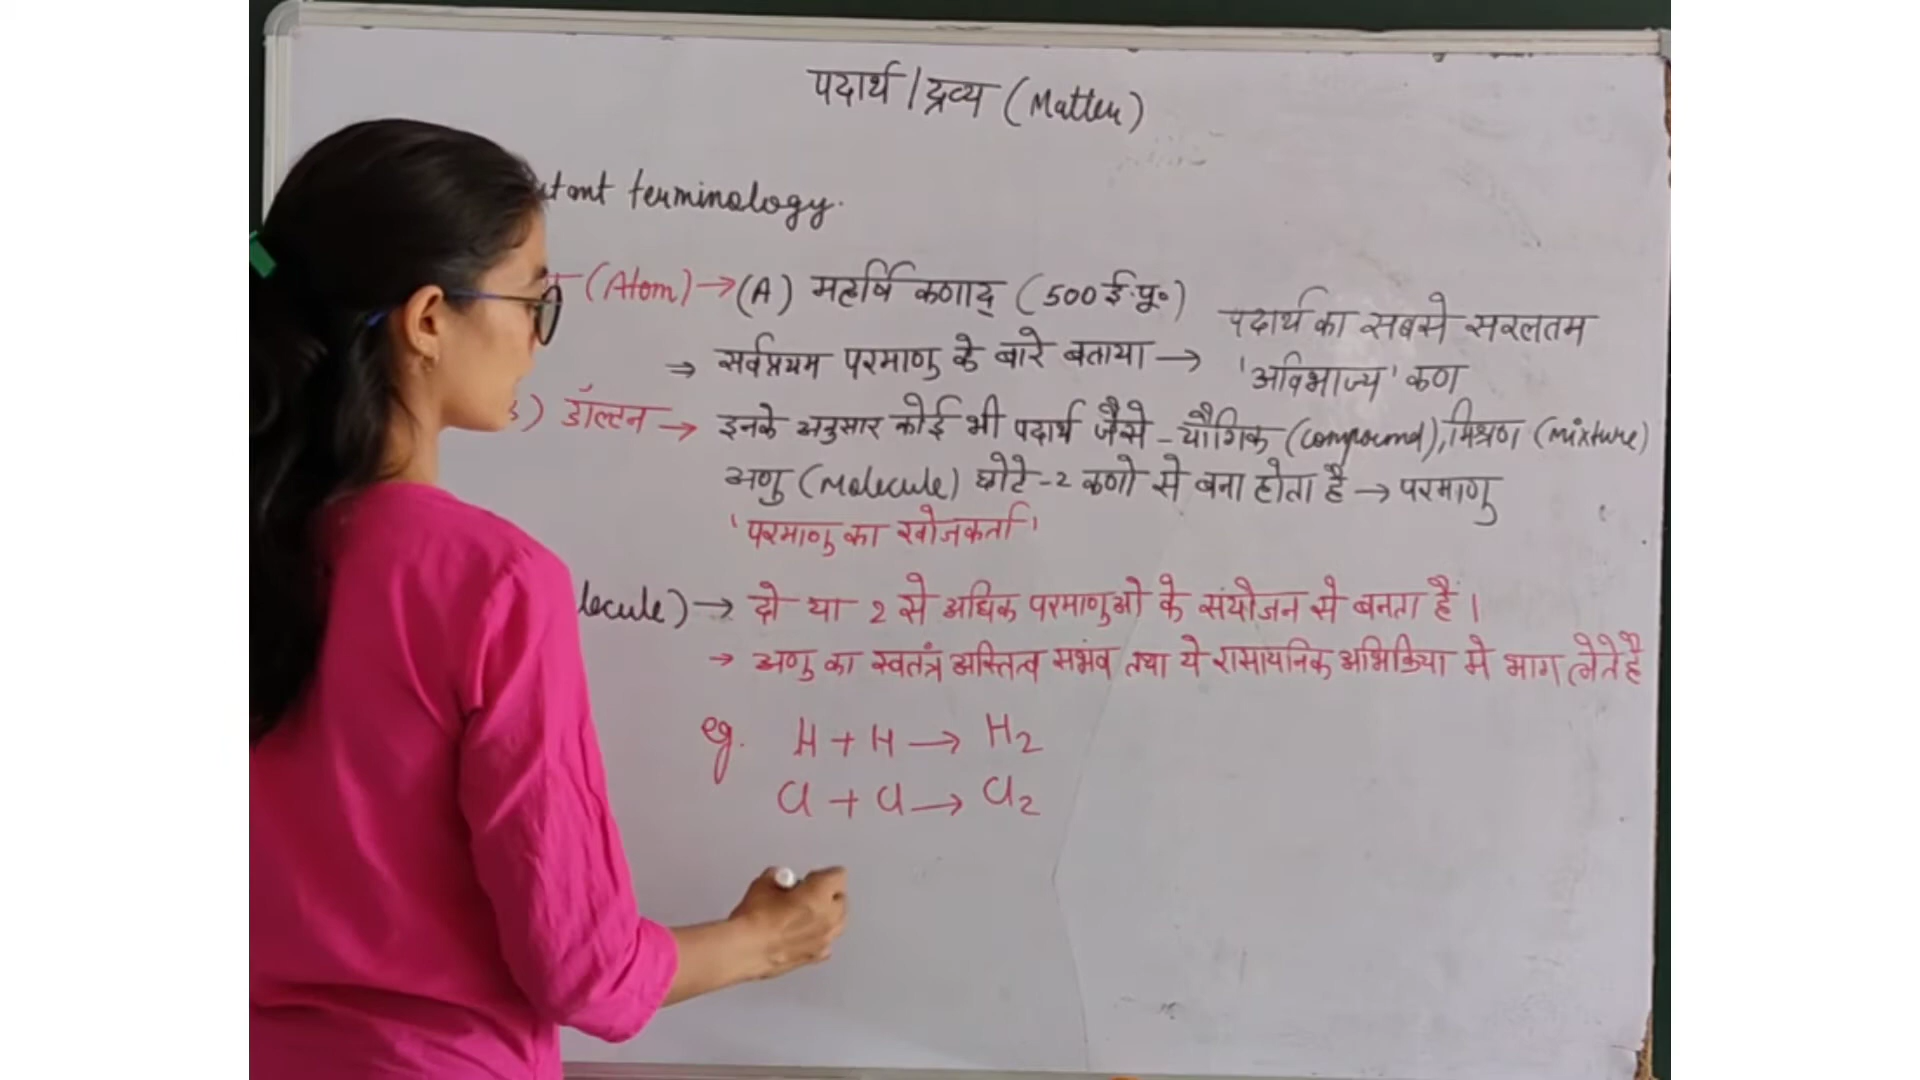 पदार्थ / द्रव्य (Matter)
terminology.
(Atom) → (A) महर्षि कणाद् (500 ई.पू॰)
⇒ सर्वप्रथम परमाणु के बारे बताया → पदार्थ का सबसे सरलतम
'अविभाज्य' कण
) डॉल्टन → इनके अनुसार कोई भी पदार्थ जैसे - यौगिक (compound), मिश्रण (mixture)
अणु (Molecule) छोटे-2 कणो से बना होता है → परमाणु
'परमाणु का खोजकर्ता'
lecule) → दो या 2 से अधिक परमाणुओ के संयोजन से बनता है।
→ अणु का स्वतंत्र अस्तित्व संभव तथा ये रासायनिक अभिक्रिया मे भाग लेते है
eg. H + H → H₂
Cl + Cl → Cl₂